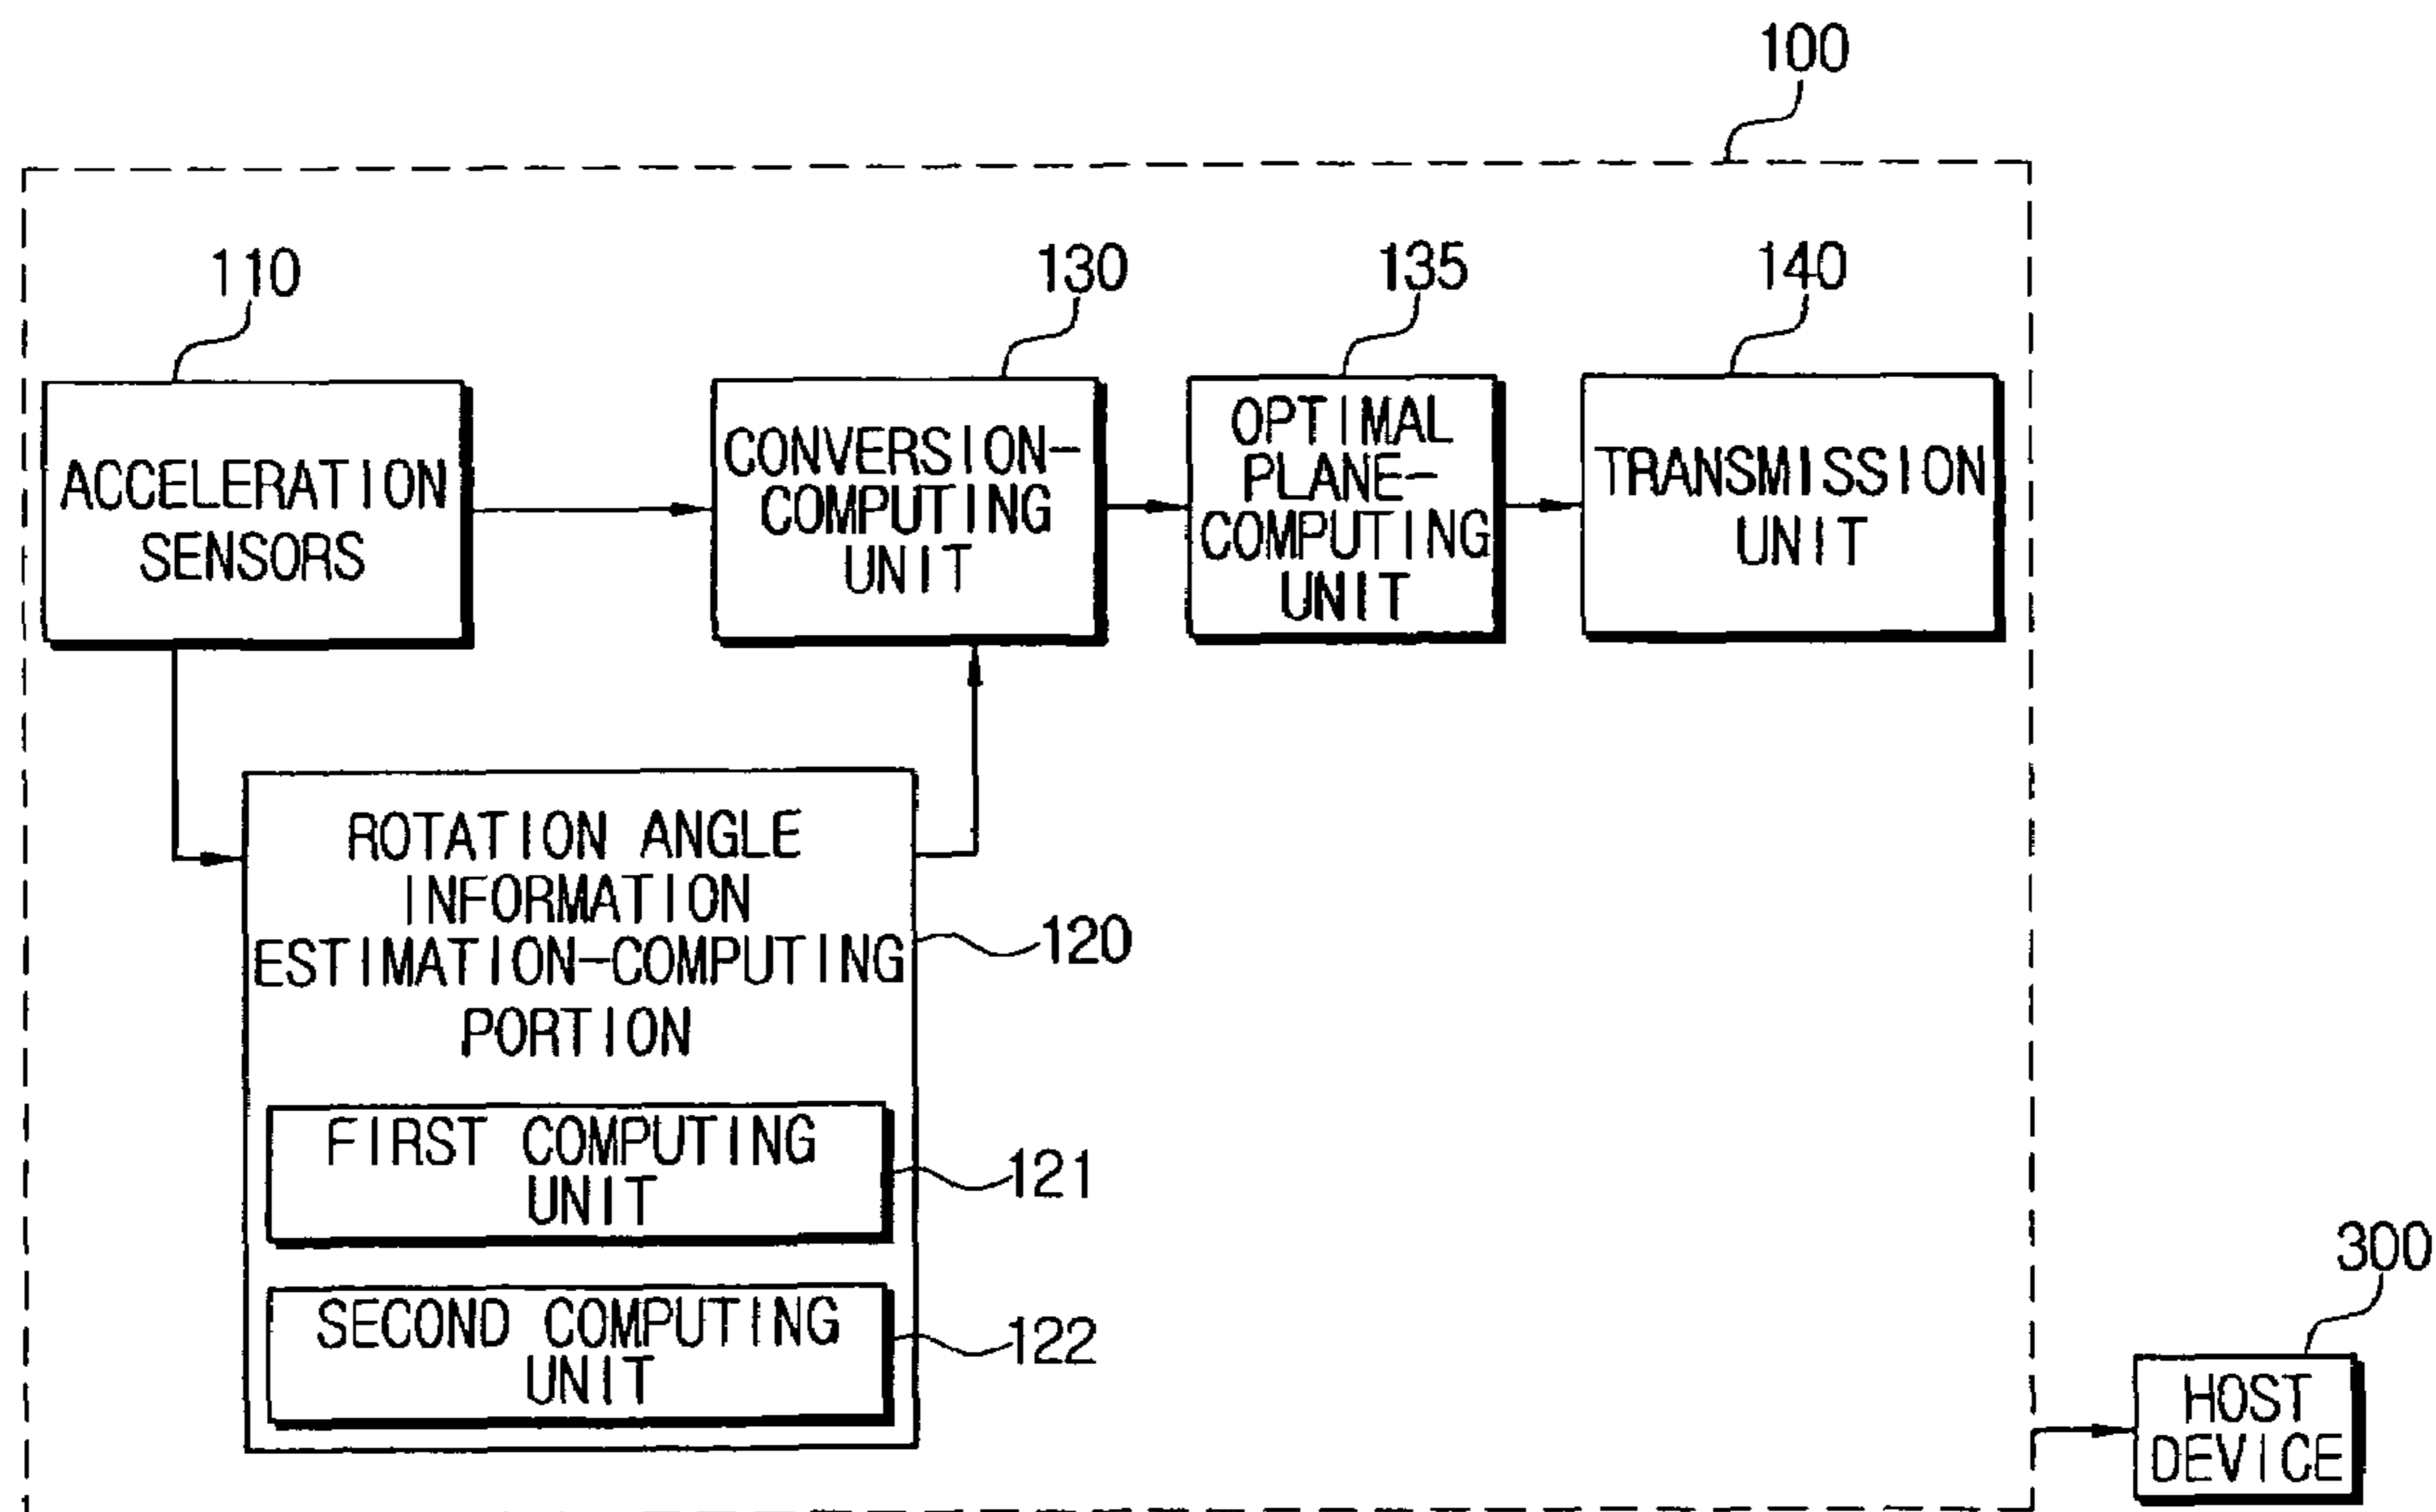 100
110
130
135
140
ACCELERATION
SENSORS
CONVERSION-
COMPUTING
UNIT
OPTIMAL
PLANE-
COMPUTING
UNIT
TRANSMISSION
UNIT
ROTATION ANGLE
INFORMATION
ESTIMATION-COMPUTING
PORTION
120
FIRST COMPUTING
UNIT
121
SECOND COMPUTING
UNIT
122
300
HOST
DEVICE